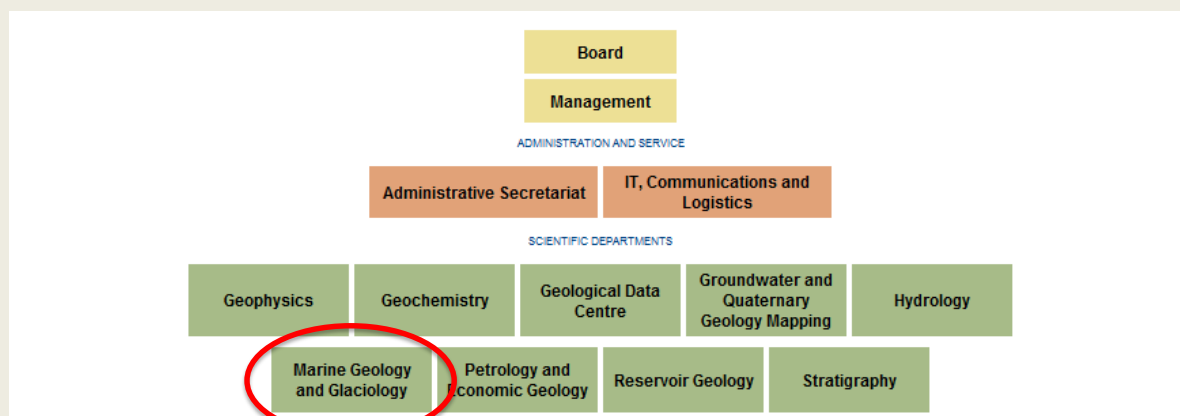 Board
Management
ADMINISTRATION AND SERVICE
Administrative Secretariat
IT, Communications and
Logistics
SCIENTIFIC DEPARTMENTS
Geophysics
Geochemistry
Geological Data
Centre
Groundwater and
Quaternary
Geology Mapping
Hydrology
Marine Geology
and Glaciology
Petrology and
Economic Geology
Reservoir Geology
Stratigraphy